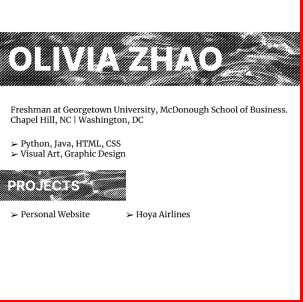 OLIVIA ZHAO
Freshman at Georgetown University, McDonough School of Business.
Chapel Hill, NC | Washington, DC
➢ Python, Java, HTML, CSS
➢ Visual Art, Graphic Design
PROJECTS
➢ Personal Website ➢ Hoya Airlines